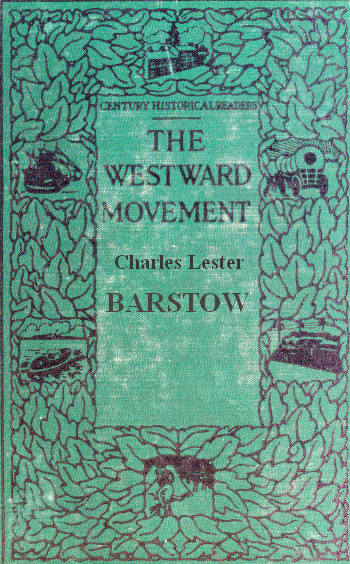 CENTURY HISTORICAL READERS
THE
WESTWARD
MOVEMENT
Charles Lester
BARSTOW